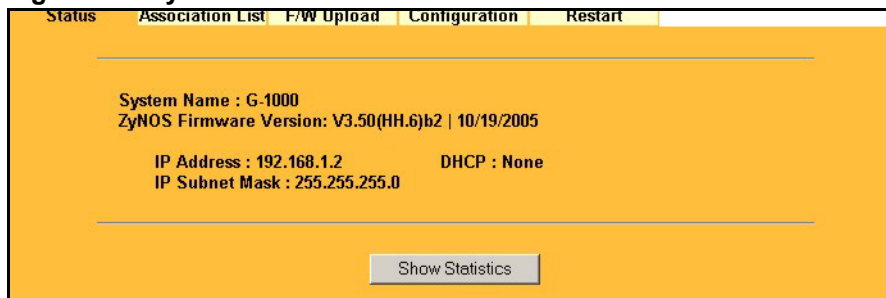 Status Association List F/W Upload Configuration Restart
System Name : G-1000
ZyNOS Firmware Version: V3.50(HH.6)b2 | 10/19/2005
IP Address : 192.168.1.2 DHCP : None
IP Subnet Mask : 255.255.255.0
Show Statistics